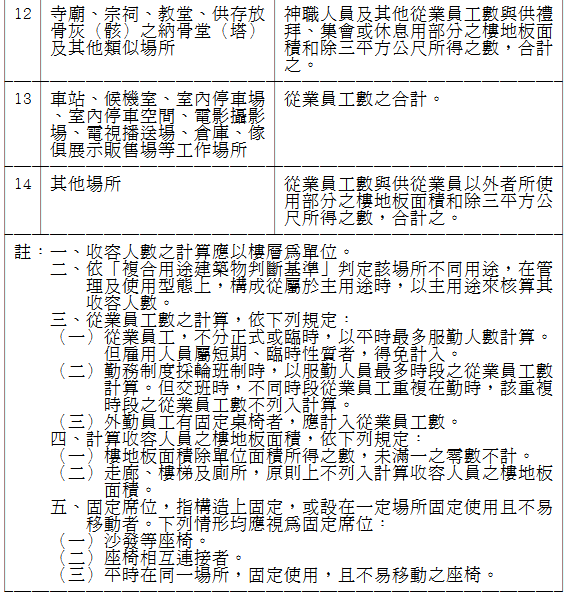 12 寺廟、宗祠、教堂、供存放 神職人員及其他從業員工數與供禮
骨灰（骸）之納骨堂（塔） 拜、集會或休息用部分之樓地板面
及其他類似場所 積和除三平方公尺所得之數，合計
之。
13 車站、候機室、室內停車場 從業員工數之合計。
、室內停車空間、電影攝影
場、電視播送場、倉庫、傢
俱展示販售場等工作場所
14 其他場所 從業員工數與供從業員以外者所使
用部分之樓地板面積和除三平方公
尺所得之數，合計之。
註：一、收容人數之計算應以樓層為單位。
二、依「複合用途建築物判斷基準」判定該場所不同用途，在管
理及使用型態上，構成從屬於主用途時，以主用途來核算其
收容人數。
三、從業員工數之計算，依下列規定：
（一）從業員工，不分正式或臨時，以平時最多服勤人數計算。
但雇用人員屬短期、臨時性質者，得免計入。
（二）勤務制度採輪班制時，以服勤人員最多時段之從業員工數
計算。但交班時，不同時段從業員工重複在勤時，該重複
時段之從業員工數不列入計算。
（三）外勤員工有固定桌椅者，應計入從業員工數。
四、計算收容人員之樓地板面積，依下列規定：
（一）樓地板面積除單位面積所得之數，未滿一之零數不計。
（二）走廊、樓梯及廁所，原則上不列入計算收容人員之樓地板
面積。
五、固定席位，指構造上固定，或設在一定場所固定使用且不易
移動者。下列情形均應視為固定席位：
（一）沙發等座椅。
（二）座椅相互連接者。
（三）平時在同一場所，固定使用，且不易移動之座椅。